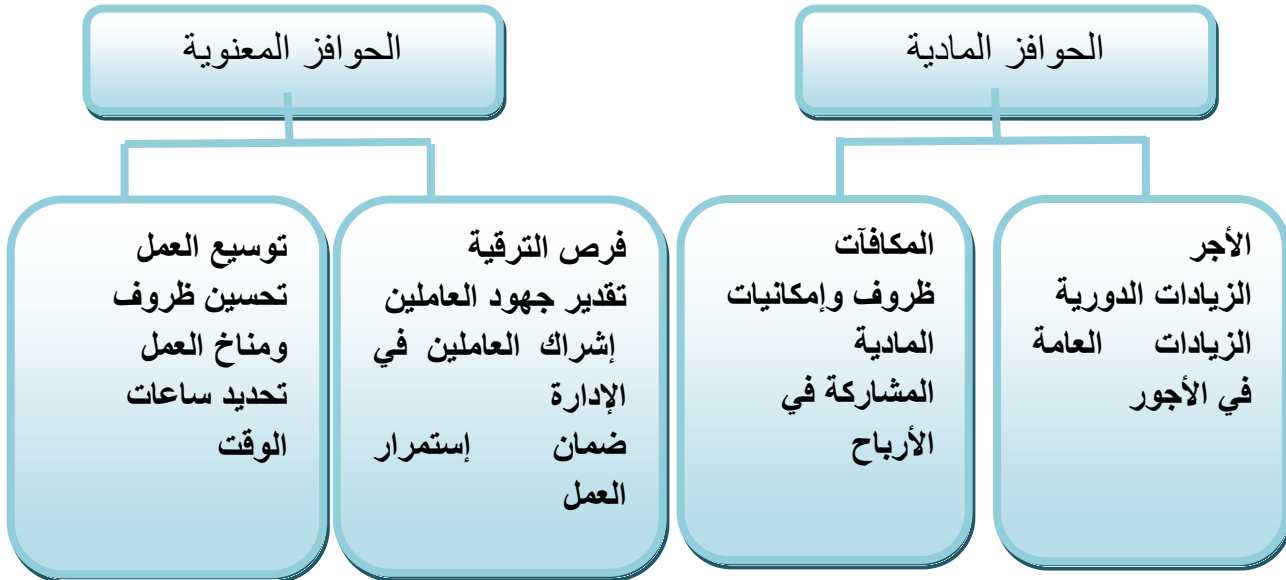 الحوافز المادية
الأجر
الزيادات الدورية
الزيادات العامة
في الأجور
المكافآت
ظروف وإمكانيات
المادية
المشاركة في
الأرباح
الحوافز المعنوية
فرص الترقية
تقدير جهود العاملين
إشراك العاملين في
الإدارة
ضمان إستمرار
العمل
توسيع العمل
تحسين ظروف
ومناخ العمل
تحديد ساعات
الوقت